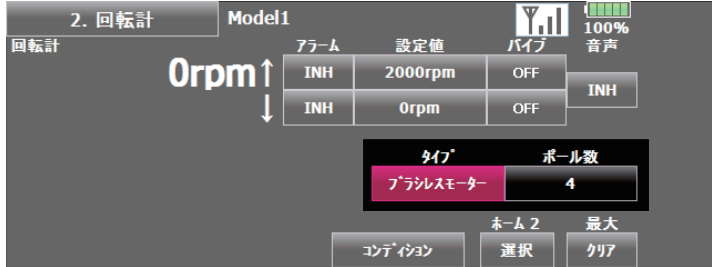 2. 回転計 Model1 100%
回転計 ｱﾗｰﾑ 設定値 ﾊﾞｲﾌﾞ 音声
0rpm↑ INH 2000rpm OFF INH
↓ INH 0rpm OFF
ﾀｲﾌﾟ ﾎﾟｰﾙ数
ﾌﾞﾗｼﾚｽﾓｰﾀｰ 4
ﾎｰﾑ 2 最大
ｺﾝﾃﾞｨｼｮﾝ 選択 ｸﾘｱ